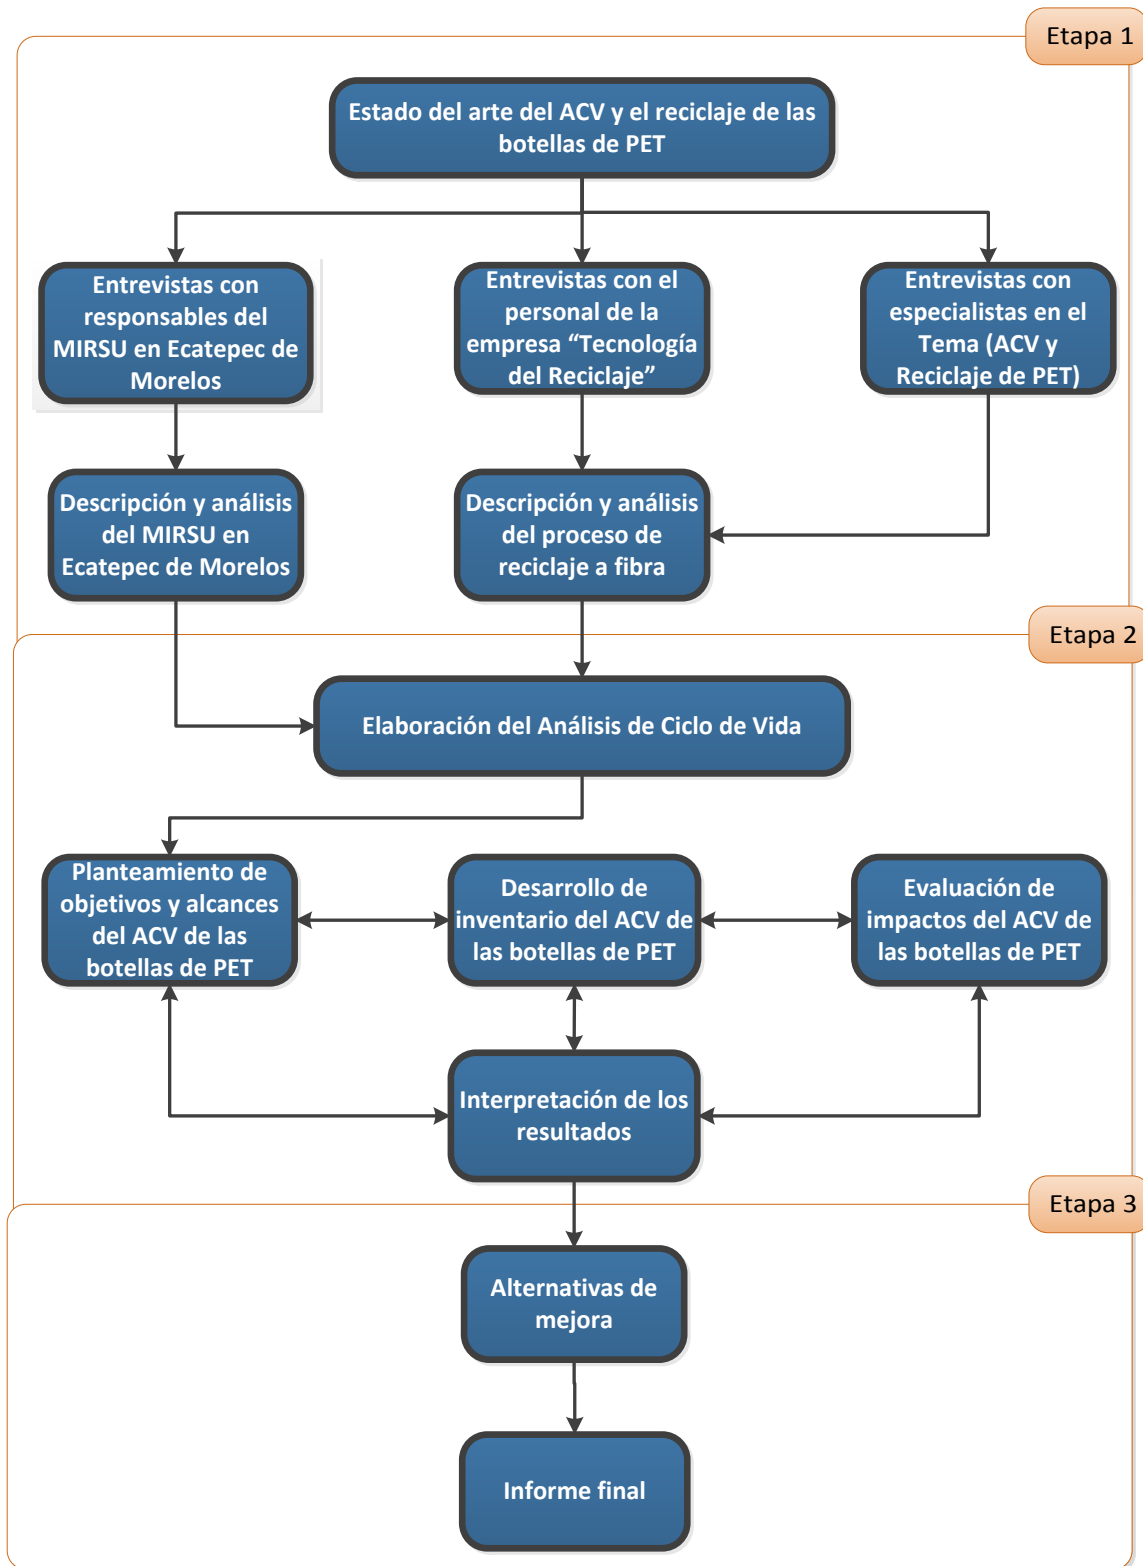 Etapa 1
Estado del arte del ACV y el reciclaje de las
botellas de PET
Entrevistas con
responsables del
MIRSU en Ecatepec de
Morelos
Entrevistas con el
personal de la
empresa “Tecnología
del Reciclaje”
Entrevistas con
especialistas en el
Tema (ACV y
Reciclaje de PET)
Descripción y análisis
del MIRSU en
Ecatepec de Morelos
Descripción y análisis
del proceso de
reciclaje a fibra
Etapa 2
Elaboración del Análisis de Ciclo de Vida
Planteamiento de
objetivos y alcances
del ACV de las
botellas de PET
Desarrollo de
inventario del ACV de
las botellas de PET
Evaluación de
impactos del ACV de
las botellas de PET
Interpretación de los
resultados
Etapa 3
Alternativas de
mejora
Informe final